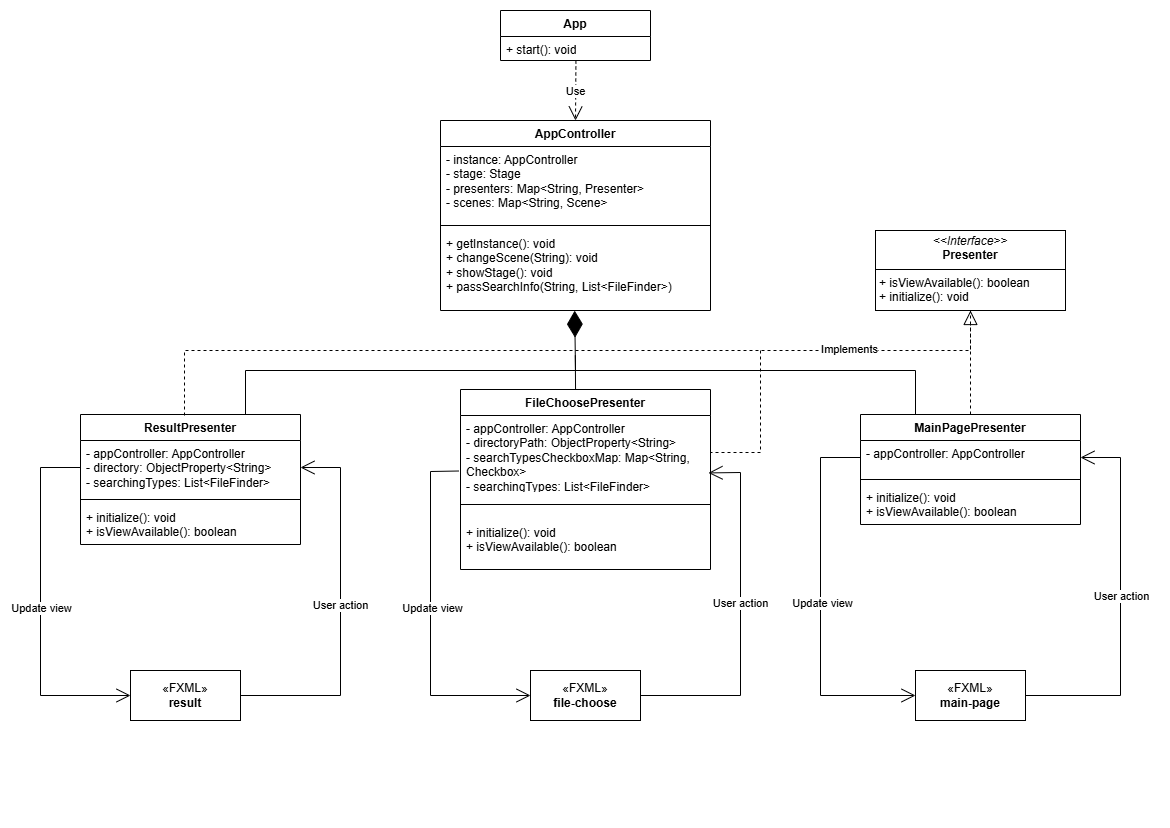 App
+ start(): void
Use
AppController
- instance: AppController
- stage: Stage
- presenters: Map<String, Presenter>
- scenes: Map<String, Scene>
+ getInstance(): void
+ changeScene(String): void
+ showStage(): void
+ passSearchInfo(String, List<FileFinder>)
<<Interface>>
Presenter
+ isViewAvailable(): boolean
+ initialize(): void
Implements
ResultPresenter
- appController: AppController
- directory: ObjectProperty<String>
- searchingTypes: List<FileFinder>
+ initialize(): void
+ isViewAvailable(): boolean
FileChoosePresenter
- appController: AppController
- directoryPath: ObjectProperty<String>
- searchTypesCheckboxMap: Map<String,
Checkbox>
- searchingTypes: List<FileFinder>
+ initialize(): void
+ isViewAvailable(): boolean
MainPagePresenter
- appController: AppController
+ initialize(): void
+ isViewAvailable(): boolean
Update view
User action
Update view
User action
Update view
User action
«FXML»
result
«FXML»
file-choose
«FXML»
main-page